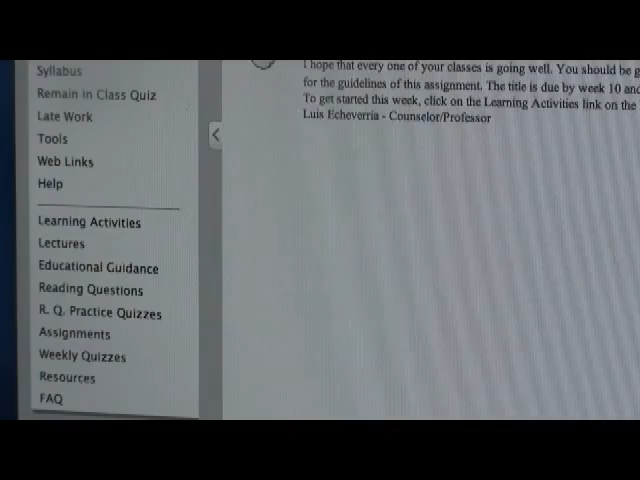 Syllabus
Remain in Class Quiz
Late Work
Tools
Web Links
Help
Learning Activities
Lectures
Educational Guidance
Reading Questions
R. Q. Practice Quizzes
Assignments
Weekly Quizzes
Resources
FAQ
I hope that every one of your classes is going well. You should be
for the guidelines of this assignment. The title is due by week 10 and
To get started this week, click on the Learning Activities link on the
Luis Echeverria - Counselor/Professor